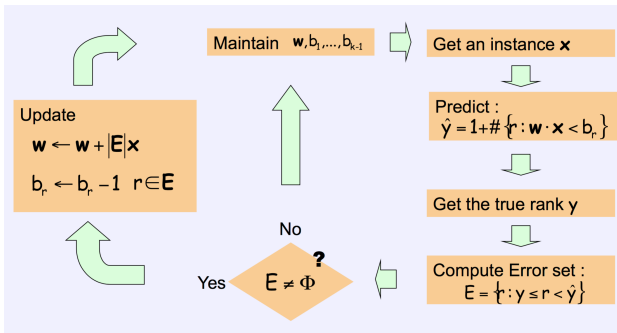 Maintain w,b₁,...,bₖ₋₁
Get an instance x
Predict :
ŷ = 1+# {r : w · x < bᵣ}
Get the true rank y
Compute Error set :
E = {r : y ≤ r < ŷ}
?
E ≠ Φ
Yes
No
Update
w ← w + |E|x
bᵣ ← bᵣ − 1 r ∈ E